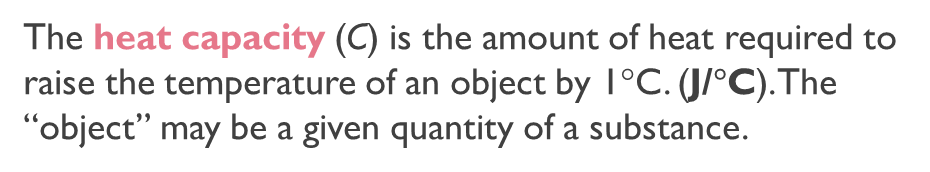 The heat capacity (C) is the amount of heat required to
raise the temperature of an object by 1°C. (J/°C). The
“object” may be a given quantity of a substance.